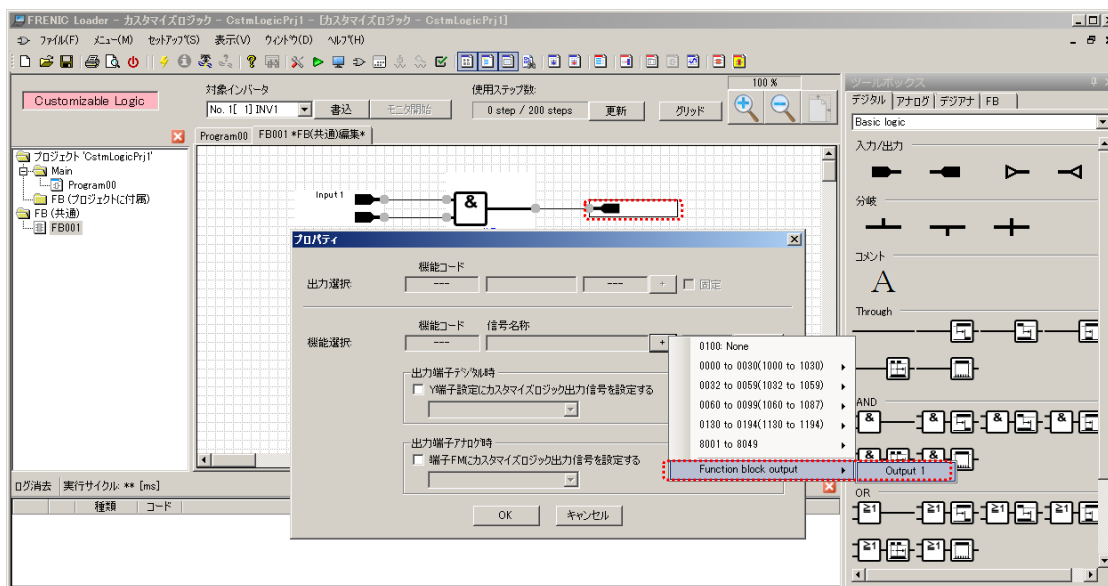 FRENIC Loader - カスタマイズロジック - CstmLogicPrj1 - [カスタマイズロジック - CstmLogicPrj1]
ファイル(F) メニュー(M) セットアップ(S) 表示(V) ウィンドウ(D) ヘルプ(H)
Customizable Logic
対象インバータ
No. 1[ 1] INV1
書込
モニタ開始
使用ステップ数:
0 step / 200 steps
更新
グリッド
100 %
Program00
FB001 *FB(共通)編集*
プロジェクト 'CstmLogicPrj1'
Main
Program00
FB (プロジェクトに付属)
FB (共通)
FB001
Input1
&
プロパティ
機能コード
出力選択:
---
---
+
固定
機能コード 信号名称
機能選択:
---
+
出力端子デジタル時
Y端子設定にカスタマイズロジック出力信号を設定する
出力端子アナログ時
端子FMにカスタマイズロジック出力信号を設定する
OK
キャンセル
0100: None
0000 to 0030(1000 to 1030)
0032 to 0059(1032 to 1059)
0060 to 0099(1060 to 1087)
0130 to 0194(1130 to 1194)
8001 to 8049
Function block output
Output 1
ツールボックス
デジタル アナログ デジアナ FB
Basic logic
入力/出力
分岐
コメント
A
Through
AND
& & & &
& &
OR
≧1 ≧1 ≧1 ≧1
≧1 ≧1
ログ消去 実行サイクル: ** [ms]
種類 コード